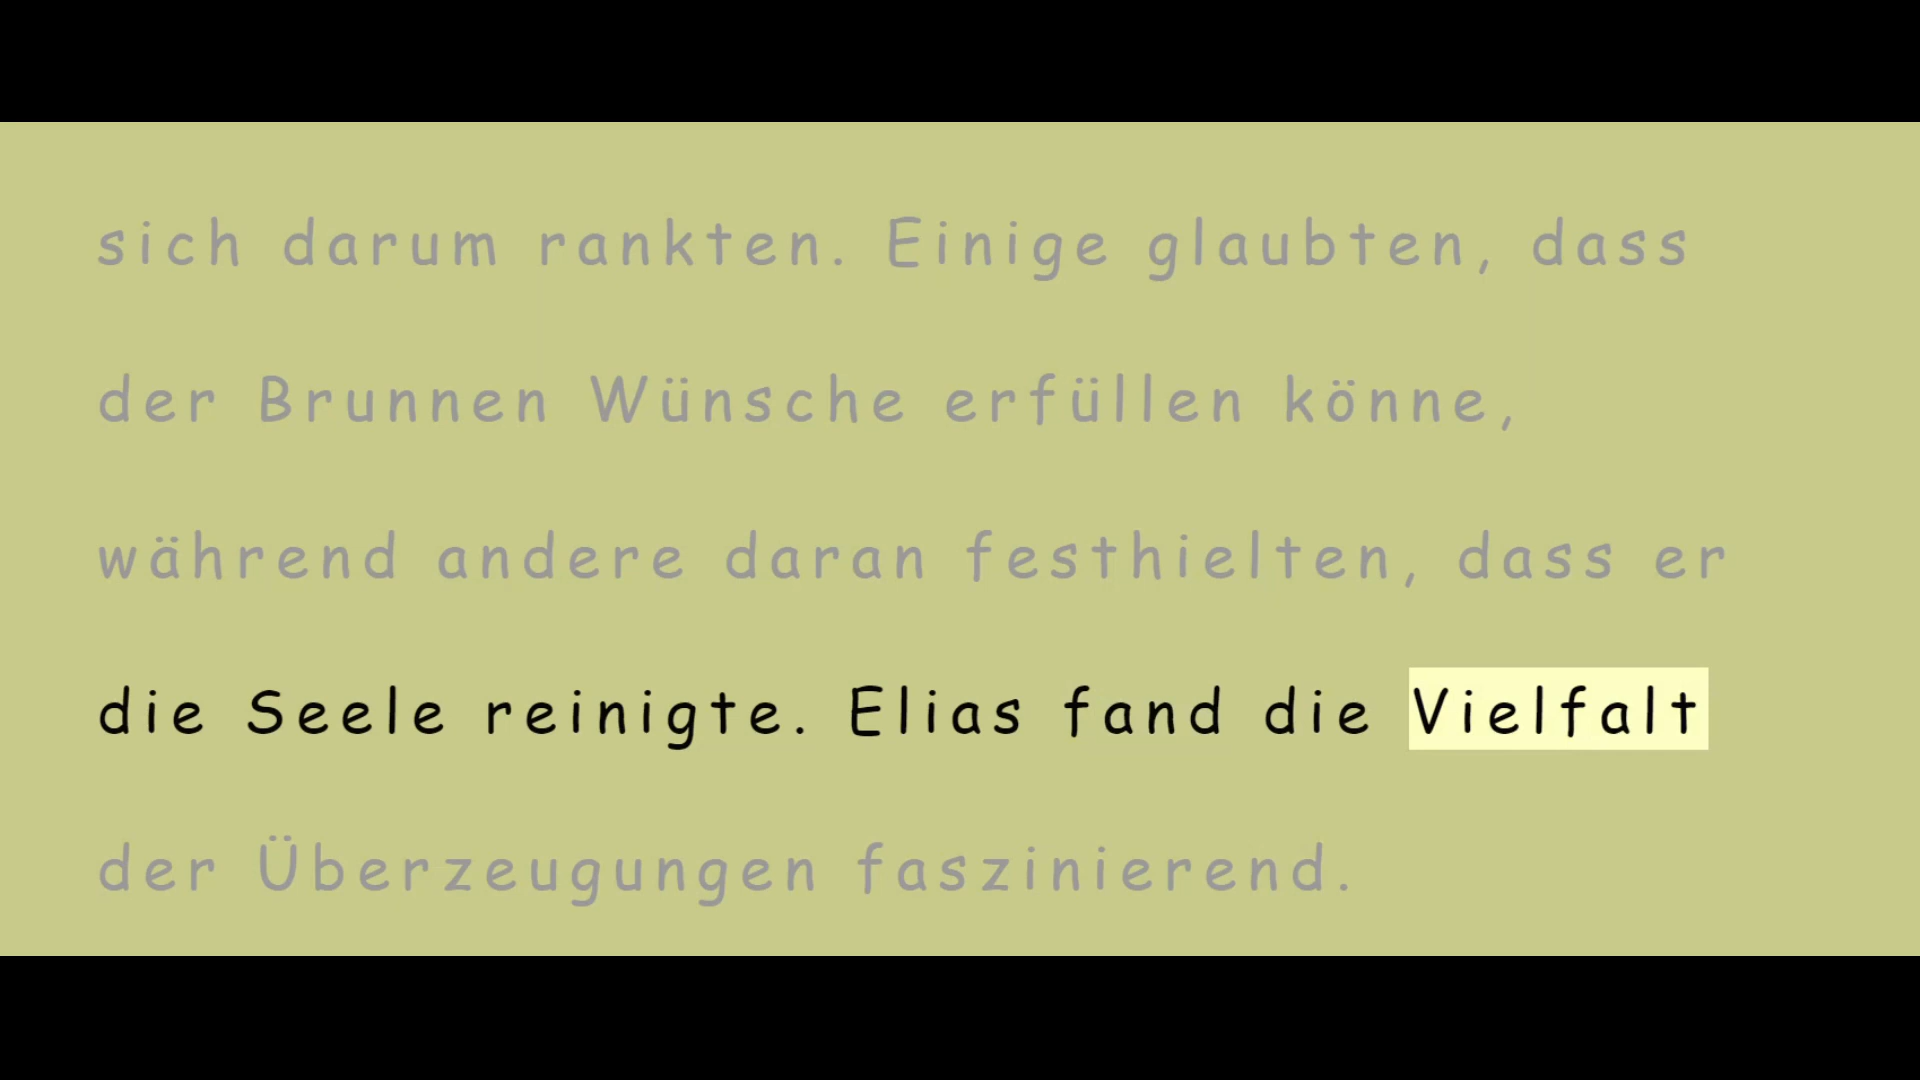 sich darum rankten. Einige glaubten, dass
der Brunnen Wünsche erfüllen könne,
während andere daran festhielten, dass er
die Seele reinigte. Elias fand die Vielfalt
der Überzeugungen faszinierend.